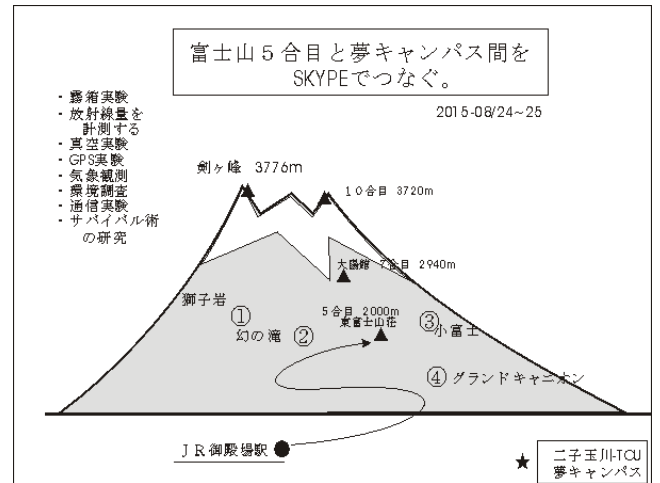 富士山５合目と夢キャンパス間を
SKYPEでつなぐ。
2015-08/24~25
・霧箱実験
・放射線量を
計測する
・真空実験
・GPS実験
・気象観測
・環境調査
・通信実験
・サバイバル術
の研究
剣ヶ峰 3776m
１０合目 3720m
大陽館 7合目 2940m
獅子岩
①
幻の滝 ②
５合目 2000m
東富士山荘
③
小富士
④ グランドキャニオン
ＪＲ御殿場駅
★
二子玉川-TCU
夢キャンパス